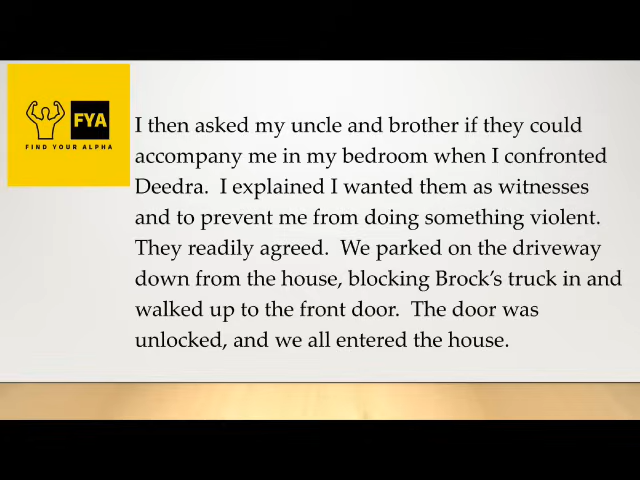 FYA
FIND YOUR ALPHA
I then asked my uncle and brother if they could
accompany me in my bedroom when I confronted
Deedra.  I explained I wanted them as witnesses
and to prevent me from doing something violent.
They readily agreed.  We parked on the driveway
down from the house, blocking Brock’s truck in and
walked up to the front door.  The door was
unlocked, and we all entered the house.